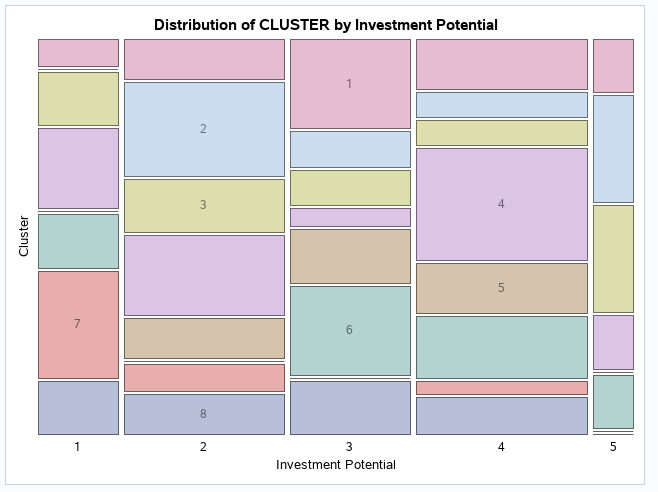 Distribution of CLUSTER by Investment Potential
Cluster
1
2
3
4
5
6
7
8
1 2 3 4 5
Investment Potential